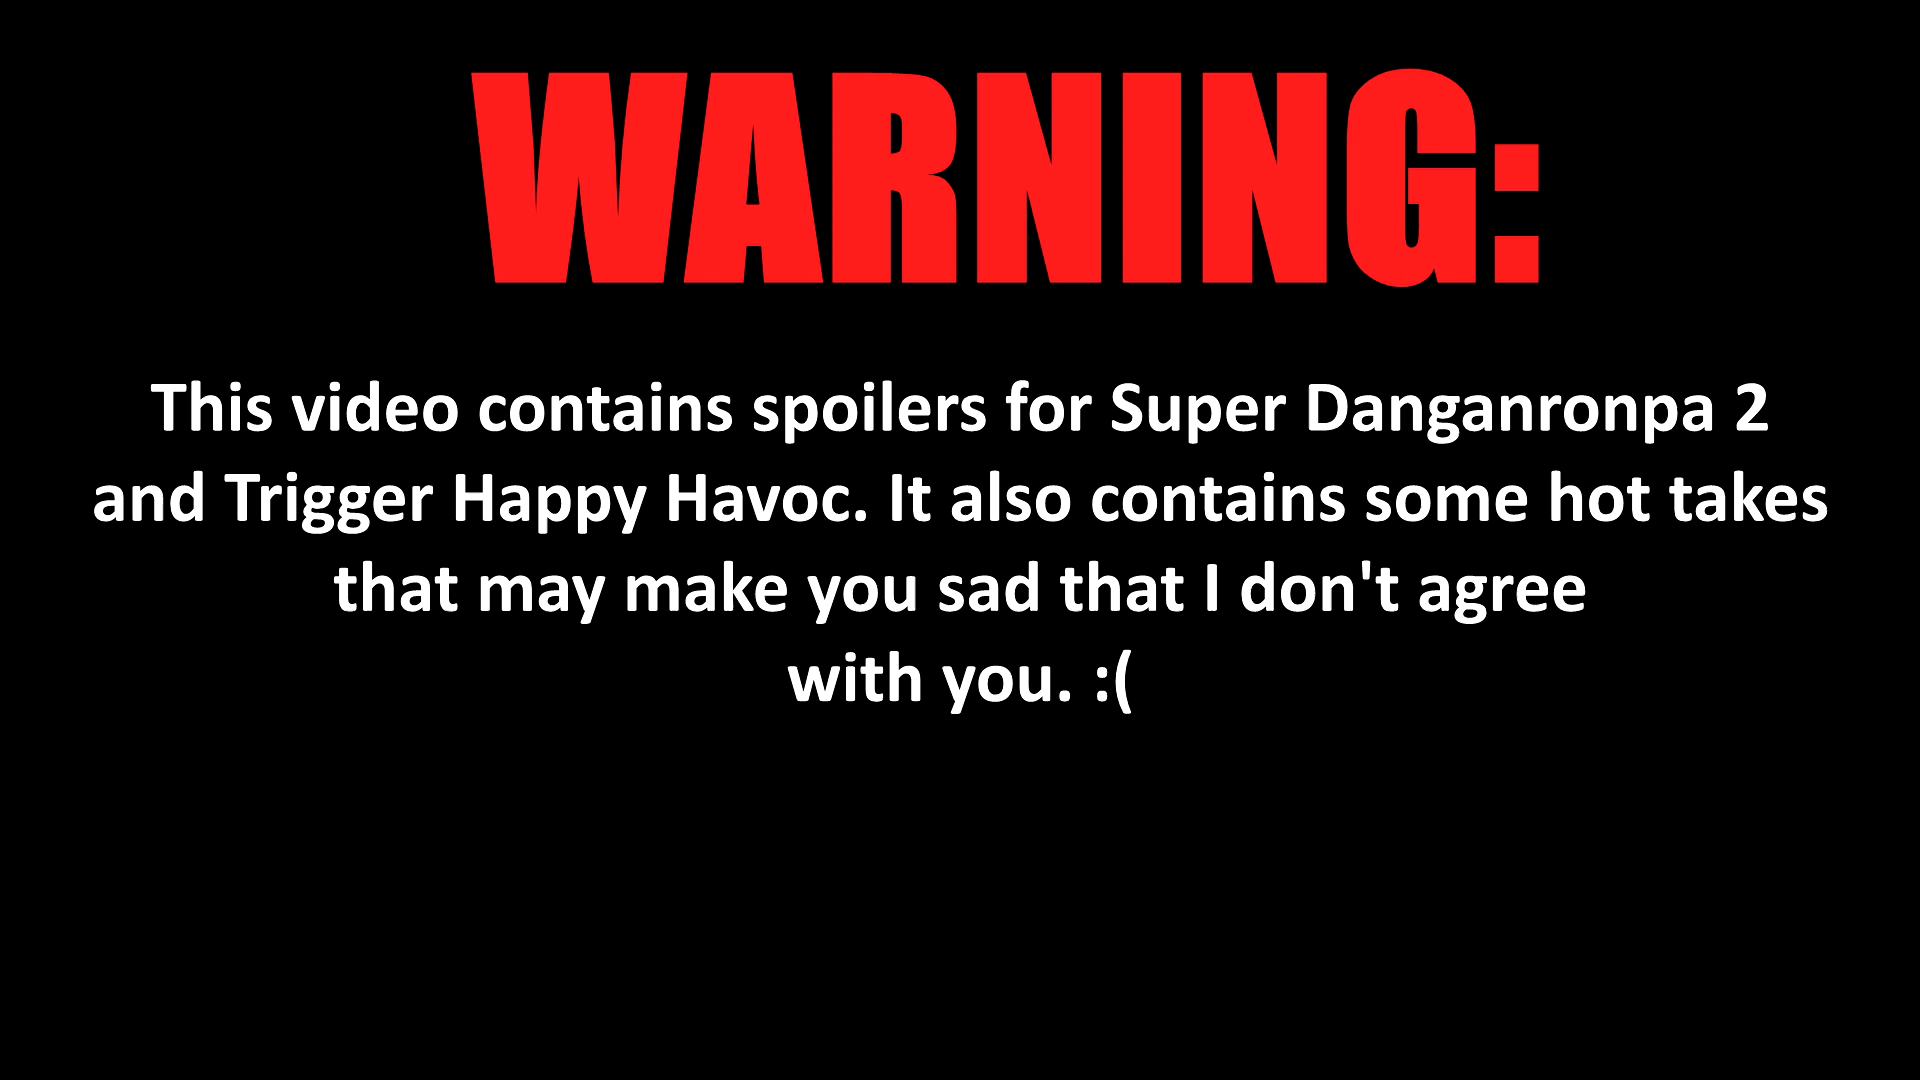 WARNING:
This video contains spoilers for Super Danganronpa 2
and Trigger Happy Havoc. It also contains some hot takes
that may make you sad that I don't agree
with you. :(